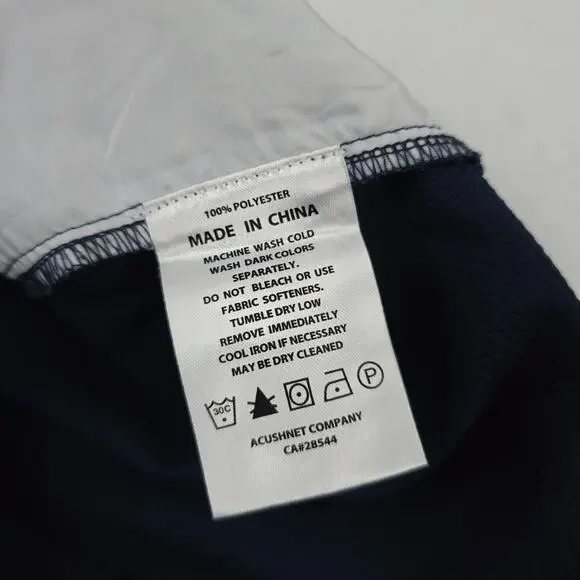 100% POLYESTER
MADE IN CHINA
MACHINE WASH COLD
WASH DARK COLORS
SEPARATELY.
DO NOT BLEACH OR USE
FABRIC SOFTENERS.
TUMBLE DRY LOW
REMOVE IMMEDIATELY
COOL IRON IF NECESSARY
MAY BE DRY CLEANED
30C P
ACUSHNET COMPANY
CA#28544